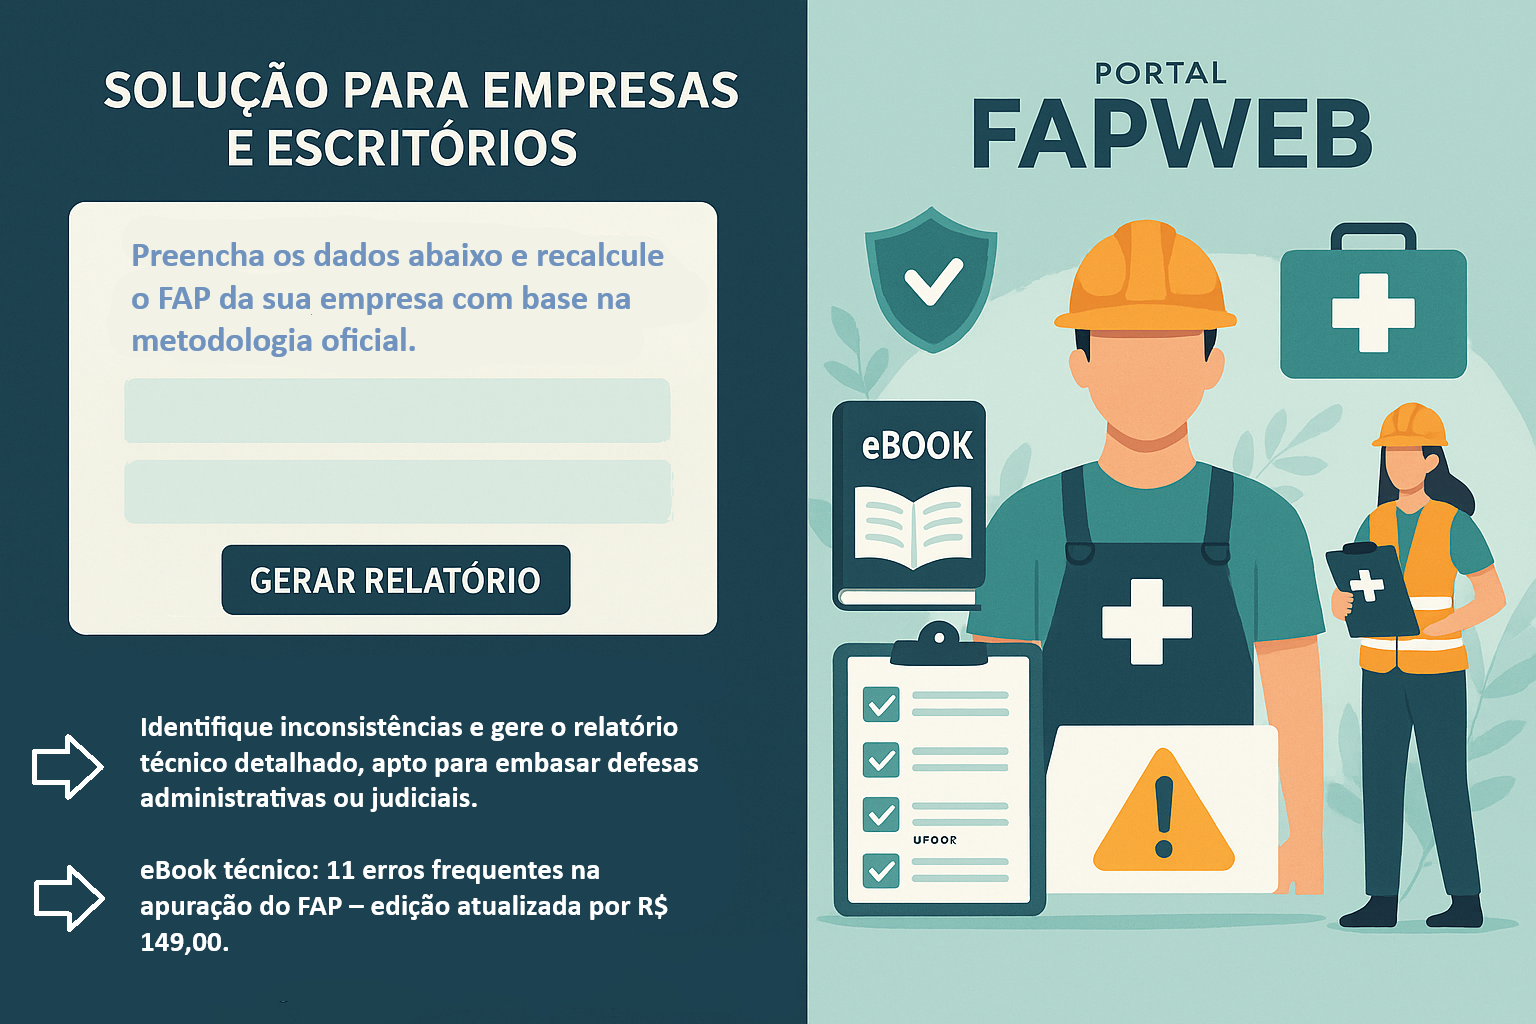 SOLUÇÃO PARA EMPRESAS
E ESCRITÓRIOS
Preencha os dados abaixo e recalcule
o FAP da sua empresa com base na
metodologia oficial.
GERAR RELATÓRIO
Identifique inconsistências e gere o relatório
técnico detalhado, apto para embasar defesas
administrativas ou judiciais.
eBook técnico: 11 erros frequentes na
apuração do FAP – edição atualizada por R$
149,00.
PORTAL
FAPWEB
eBOOK
UFOOR